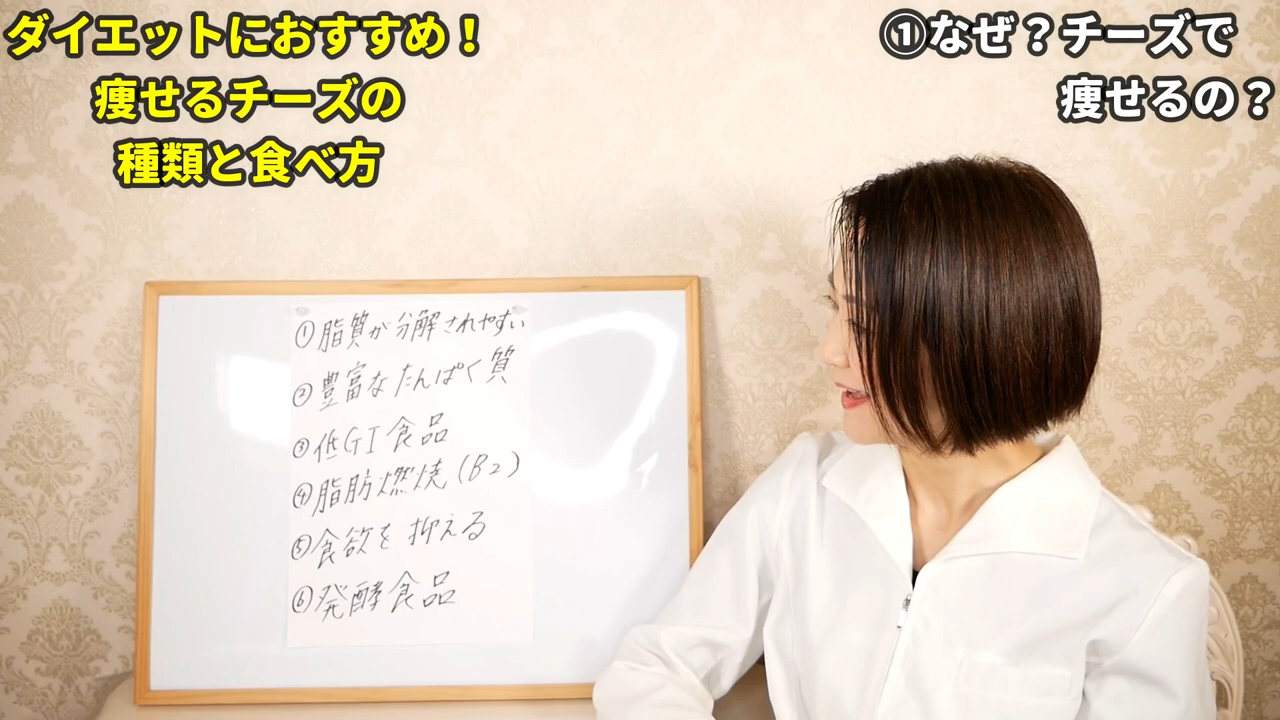 ダイエットにおすすめ！
痩せるチーズの
種類と食べ方
①なぜ？チーズで
痩せるの？
①脂質が分解されやすい
②豊富なたんぱく質
③低GI食品
④脂肪燃焼(B2)
⑤食欲を抑える
⑥発酵食品